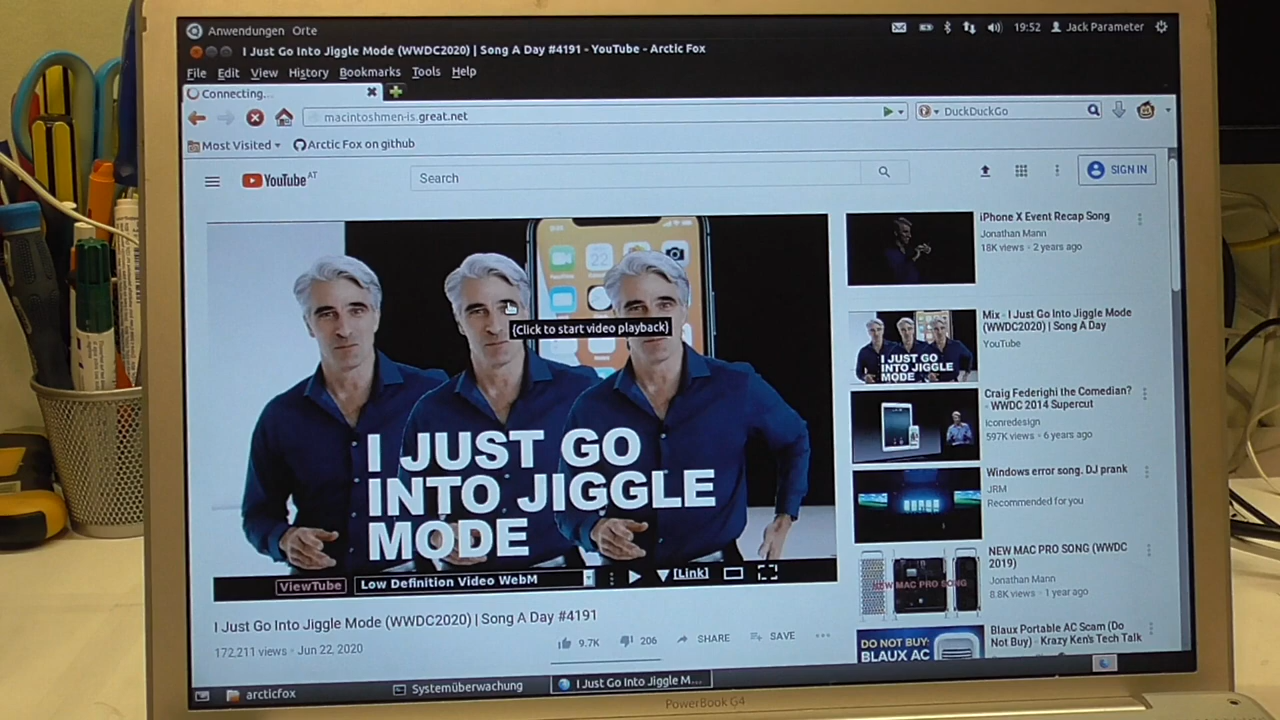 Anwendungen Orte
19:52 Jack Parameter
I Just Go Into Jiggle Mode (WWDC2020) | Song A Day #4191 - YouTube - Arctic Fox
File Edit View History Bookmarks Tools Help
Connecting...
macintoshmen-is.great.net
DuckDuckGo
Most Visited
Arctic Fox on github
YouTube AT
Search
SIGN IN
{Click to start video playback}
I JUST GO
INTO JIGGLE
MODE
ViewTube
Low Definition Video WebM
[Link]
I Just Go Into Jiggle Mode (WWDC2020) | Song A Day #4191
172.211 views • Jun 22, 2020
9.7K
206
SHARE
SAVE
iPhone X Event Recap Song
Jonathan Mann
18K views • 2 years ago
I JUST GO
INTO JIGGLE
MODE
Mix - I Just Go Into Jiggle Mode
(WWDC2020) | Song A Day
YouTube
Craig Federighi the Comedian?
- WWDC 2014 Supercut
iconredesign
597K views • 6 years ago
Windows error song. DJ prank
JRM
Recommended for you
NEW MAC PRO SONG
NEW MAC PRO SONG (WWDC
2019)
Jonathan Mann
8.8K views • 1 year ago
DO NOT BUY:
BLAUX AC
Blaux Portable AC Scam (Do
Not Buy) - Krazy Ken's Tech Talk
arcticfox
Systemüberwachung
I Just Go Into Jiggle M...
PowerBook G4